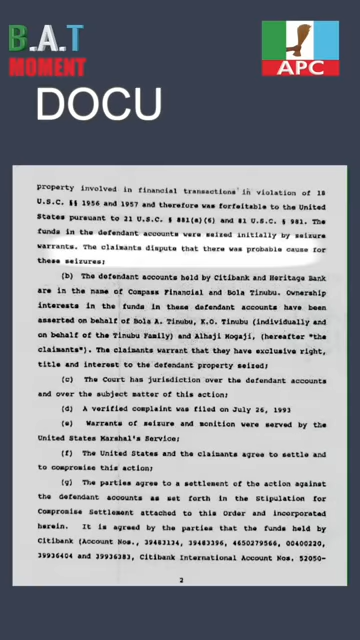 B.A.T
MOMENT
APC
DOCU
property involved in financial transactions in violation of 18
U.S.C. §§ 1956 and 1957 and therefore was forfeitable to the United
States pursuant to 21 U.S.C. § 881(a)(6) and 81 U.S.C. § 981. The
funds in the defendant accounts were seized initially by seizure
warrants. The claimants dispute that there was probable cause for
these seizures;
(b) The defendant accounts held by Citibank and Heritage Bank
are in the name of Compass Financial and Bola Tinubu. Ownership
interests in the funds in these defendant accounts have been
asserted on behalf of Bola A. Tinubu, K.O. Tinubu (individually and
on behalf of the Tinubu Family) and Alhaji Mogaji, (hereafter "the
claimants"). The claimants warrant that they have exclusive right,
title and interest to the defendant property seized;
(c) The Court has jurisdiction over the defendant accounts
and over the subject matter of this action;
(d) A verified complaint was filed on July 26, 1993
(e) Warrants of seizure and monition were served by the
United States Marshal's Service;
(f) The United States and the claimants agree to settle and
to compromise this action;
(g) The parties agree to a settlement of the action against
the defendant accounts as set forth in the Stipulation for
Compromise Settlement attached to this Order and incorporated
herein. It is agreed by the parties that the funds held by
Citibank (Account Nos., 39483134, 39483396, 4650279566, 00400220,
39936404 and 39936383, Citibank International Account Nos. 52050-
2